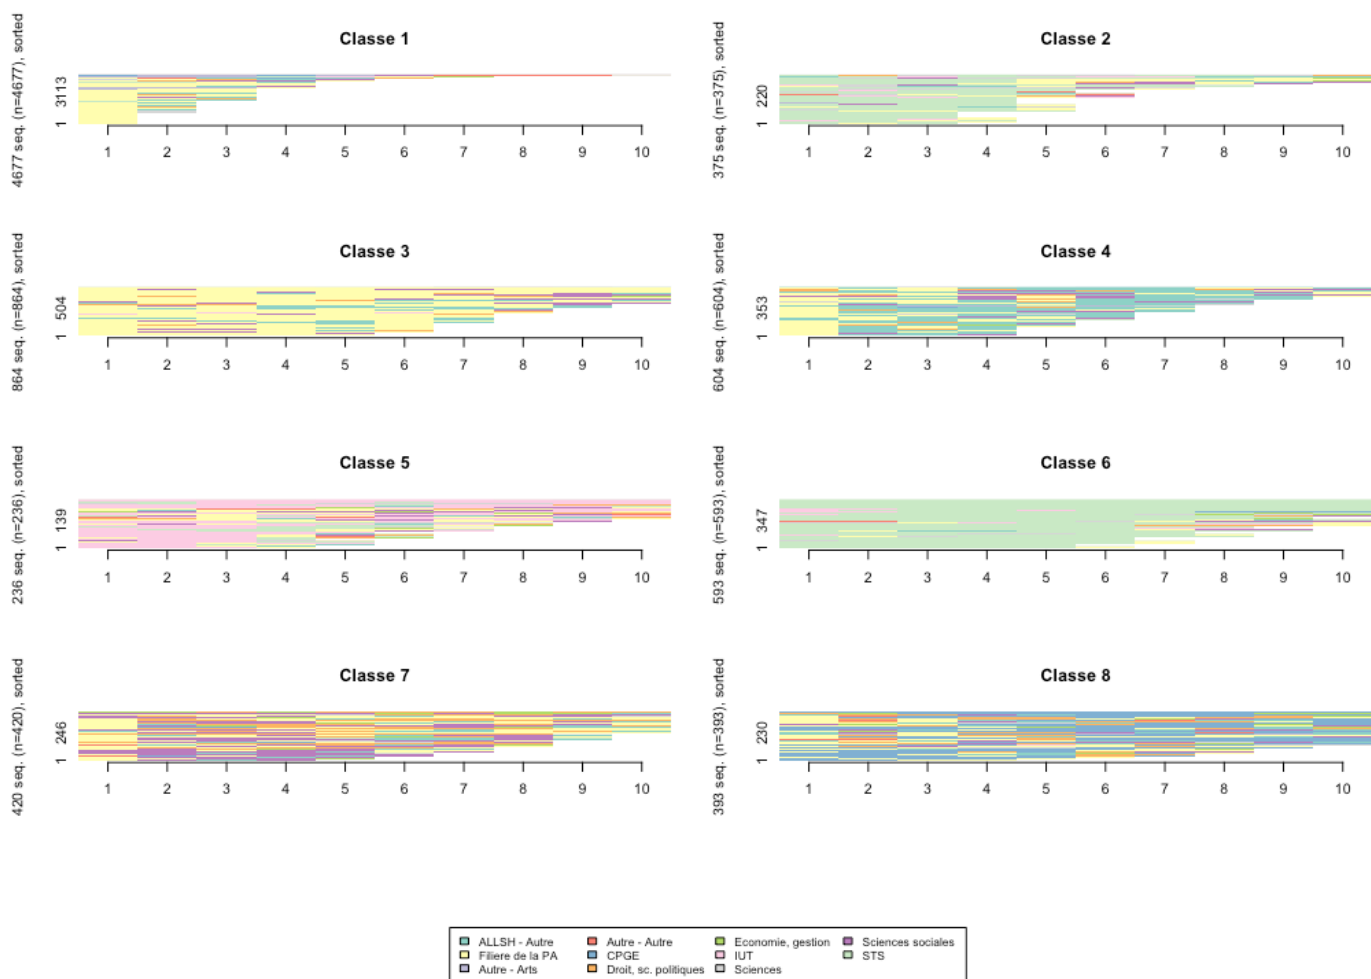 Classe 1
4677 seq. (n=4677), sorted
1 3113
1 2 3 4 5 6 7 8 9 10
Classe 2
375 seq. (n=375), sorted
1 220
1 2 3 4 5 6 7 8 9 10
Classe 3
864 seq. (n=864), sorted
1 504
1 2 3 4 5 6 7 8 9 10
Classe 4
604 seq. (n=604), sorted
1 353
1 2 3 4 5 6 7 8 9 10
Classe 5
236 seq. (n=236), sorted
1 139
1 2 3 4 5 6 7 8 9 10
Classe 6
593 seq. (n=593), sorted
1 347
1 2 3 4 5 6 7 8 9 10
Classe 7
420 seq. (n=420), sorted
1 246
1 2 3 4 5 6 7 8 9 10
Classe 8
393 seq. (n=393), sorted
1 230
1 2 3 4 5 6 7 8 9 10
ALLSH - Autre
Filiere de la PA
Autre - Arts
Autre - Autre
CPGE
Droit, sc. politiques
Economie, gestion
IUT
Sciences
Sciences sociales
STS